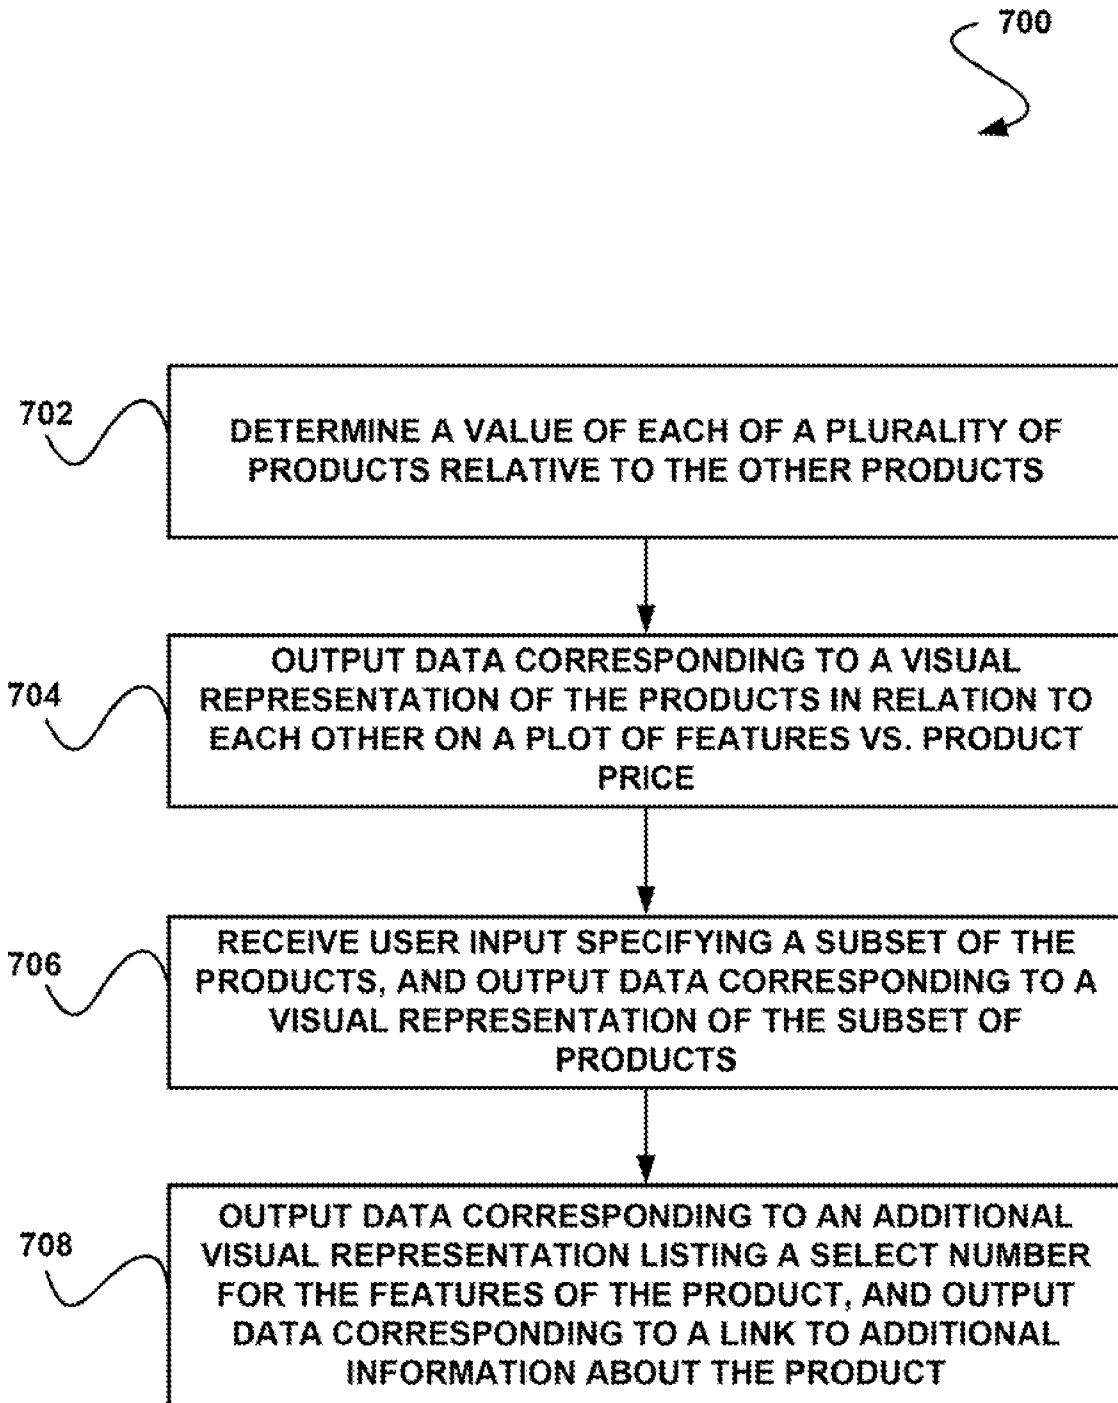 700
702
DETERMINE A VALUE OF EACH OF A PLURALITY OF
PRODUCTS RELATIVE TO THE OTHER PRODUCTS
704
OUTPUT DATA CORRESPONDING TO A VISUAL
REPRESENTATION OF THE PRODUCTS IN RELATION TO
EACH OTHER ON A PLOT OF FEATURES VS. PRODUCT
PRICE
706
RECEIVE USER INPUT SPECIFYING A SUBSET OF THE
PRODUCTS, AND OUTPUT DATA CORRESPONDING TO A
VISUAL REPRESENTATION OF THE SUBSET OF
PRODUCTS
708
OUTPUT DATA CORRESPONDING TO AN ADDITIONAL
VISUAL REPRESENTATION LISTING A SELECT NUMBER
FOR THE FEATURES OF THE PRODUCT, AND OUTPUT
DATA CORRESPONDING TO A LINK TO ADDITIONAL
INFORMATION ABOUT THE PRODUCT